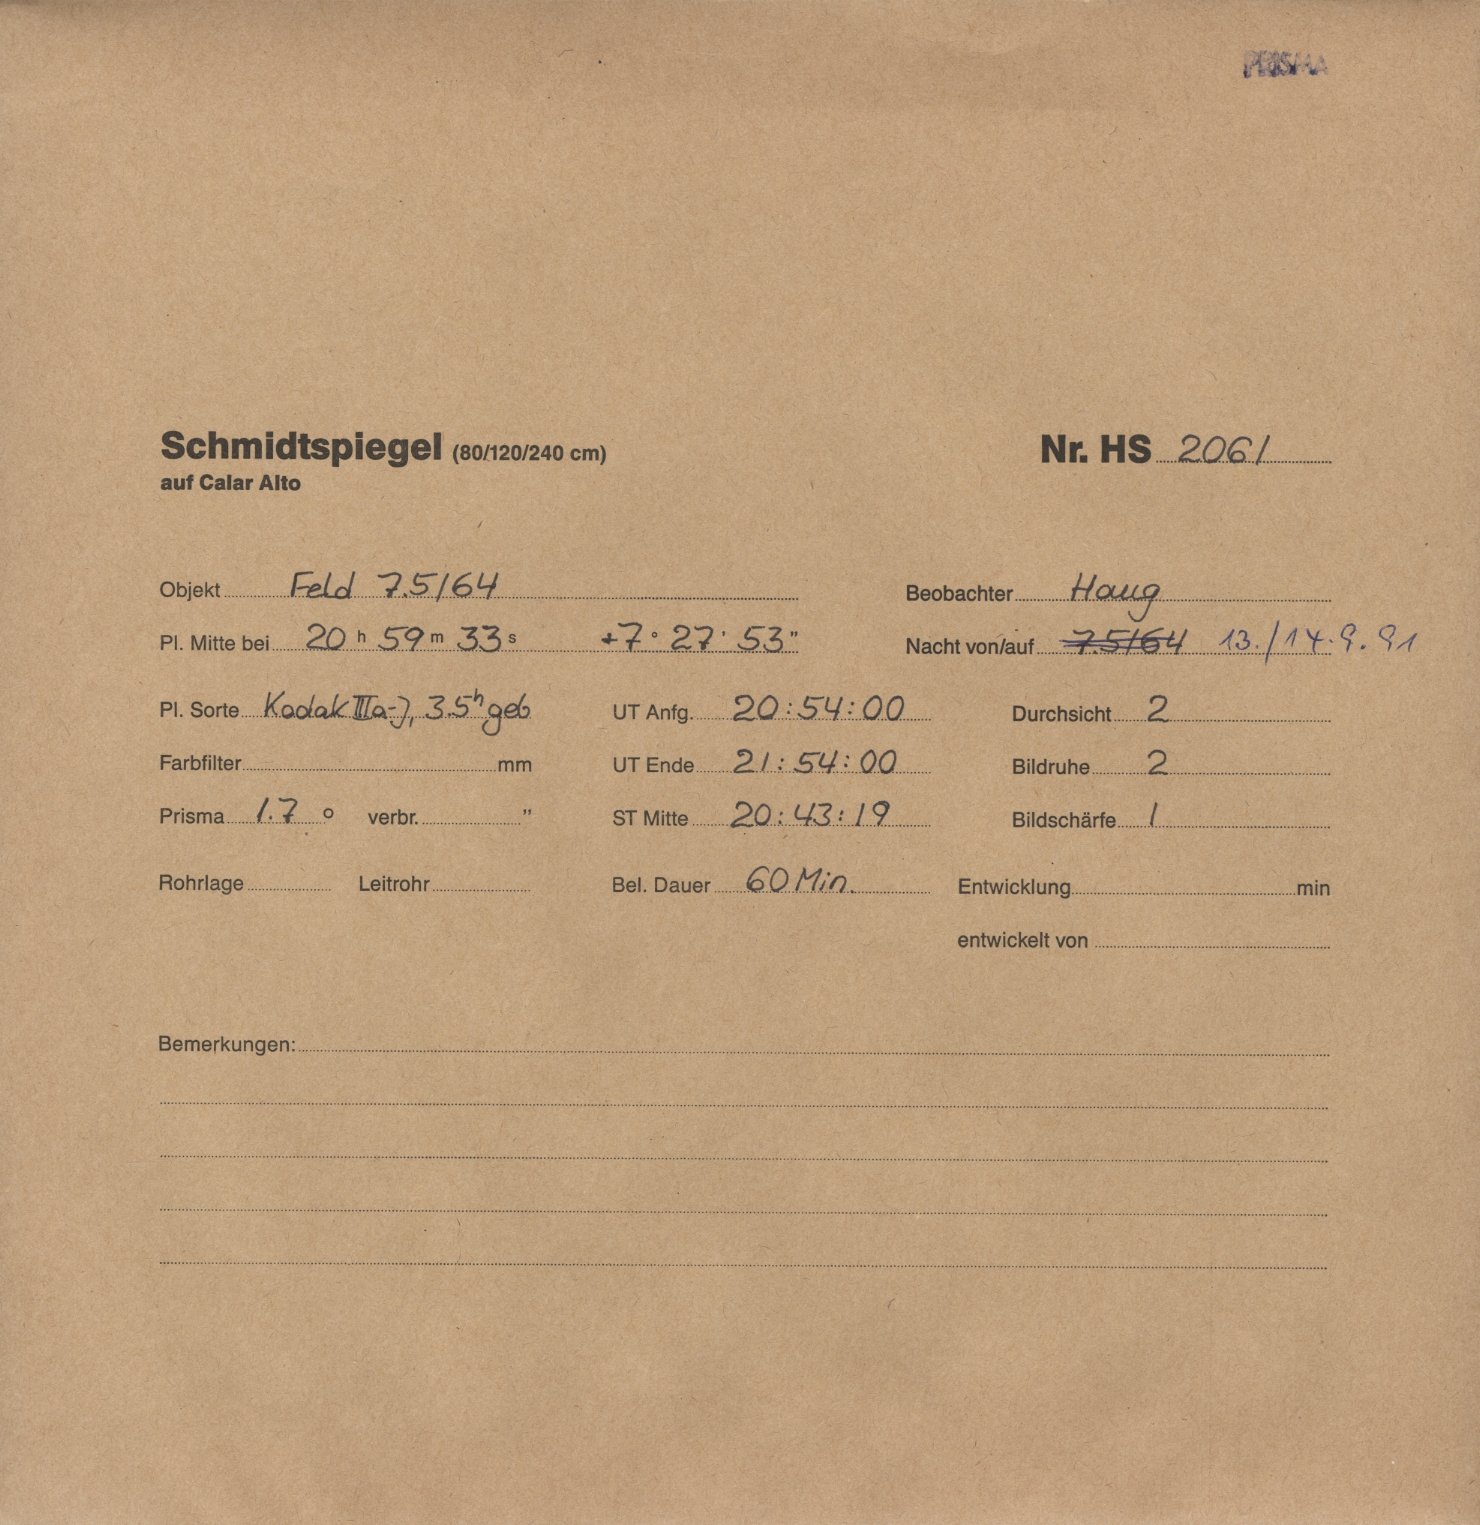 PRISMA
Schmidtspiegel (80/120/240 cm) Nr. HS 2061
auf Calar Alto
Objekt Feld 7.5/64 Beobachter Haug
Pl. Mitte bei 20 h 59 m 33 s +7° 27' 53" Nacht von/auf 7.5/64 13./14.9.91
Pl. Sorte Kodak IIIa-J, 3.5h geb UT Anfg. 20:54:00 Durchsicht 2
Farbfilter mm UT Ende 21:54:00 Bildruhe 2
Prisma 1.7 ° verbr. " ST Mitte 20:43:19 Bildschärfe 1
Rohrlage Leitrohr Bel. Dauer 60 Min. Entwicklung min
entwickelt von
Bemerkungen: